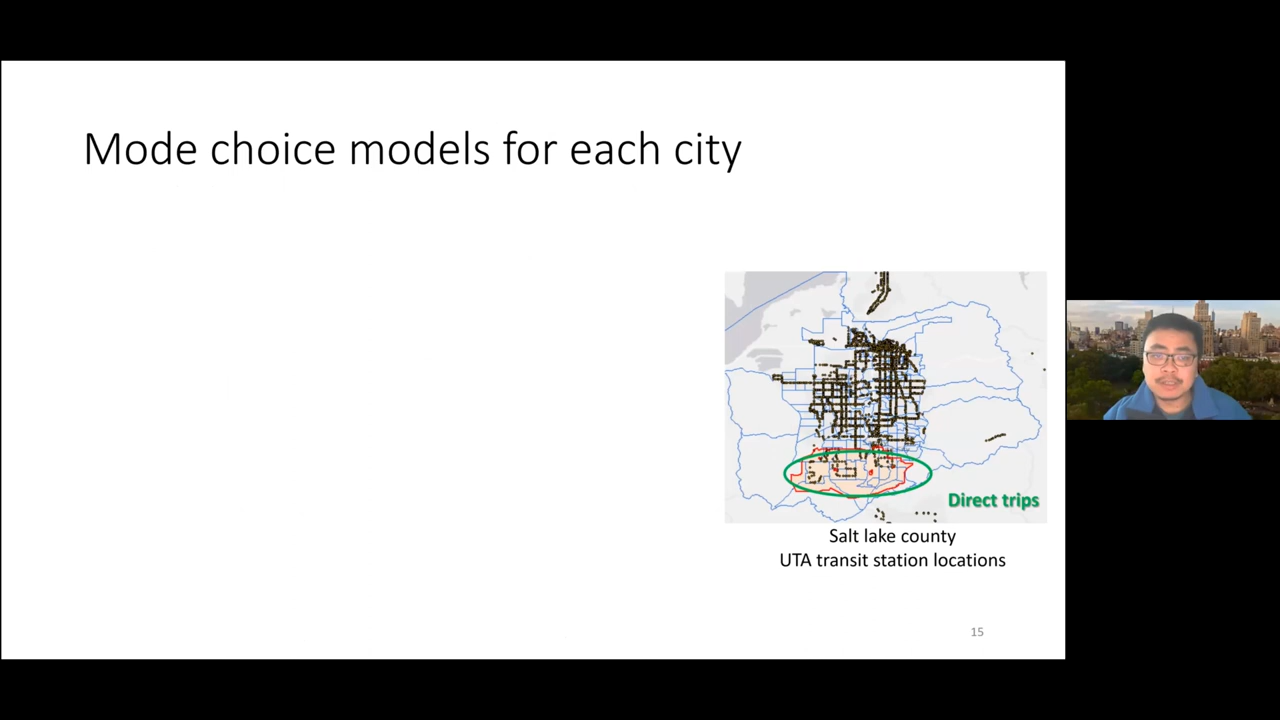 Mode choice models for each city
Direct trips
Salt lake county
UTA transit station locations
15